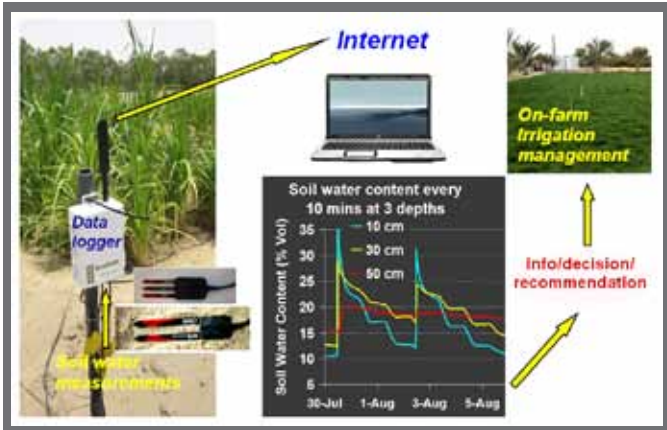 Internet
Data
logger
Soil water
measurements
On-farm
Irrigation
management
Soil water content every
10 mins at 3 depths
10 cm
30 cm
50 cm
Soil Water Content (% Vol)
35
30
25
20
15
10
5
30-Jul
1-Aug
3-Aug
5-Aug
Info/decision/
recommendation